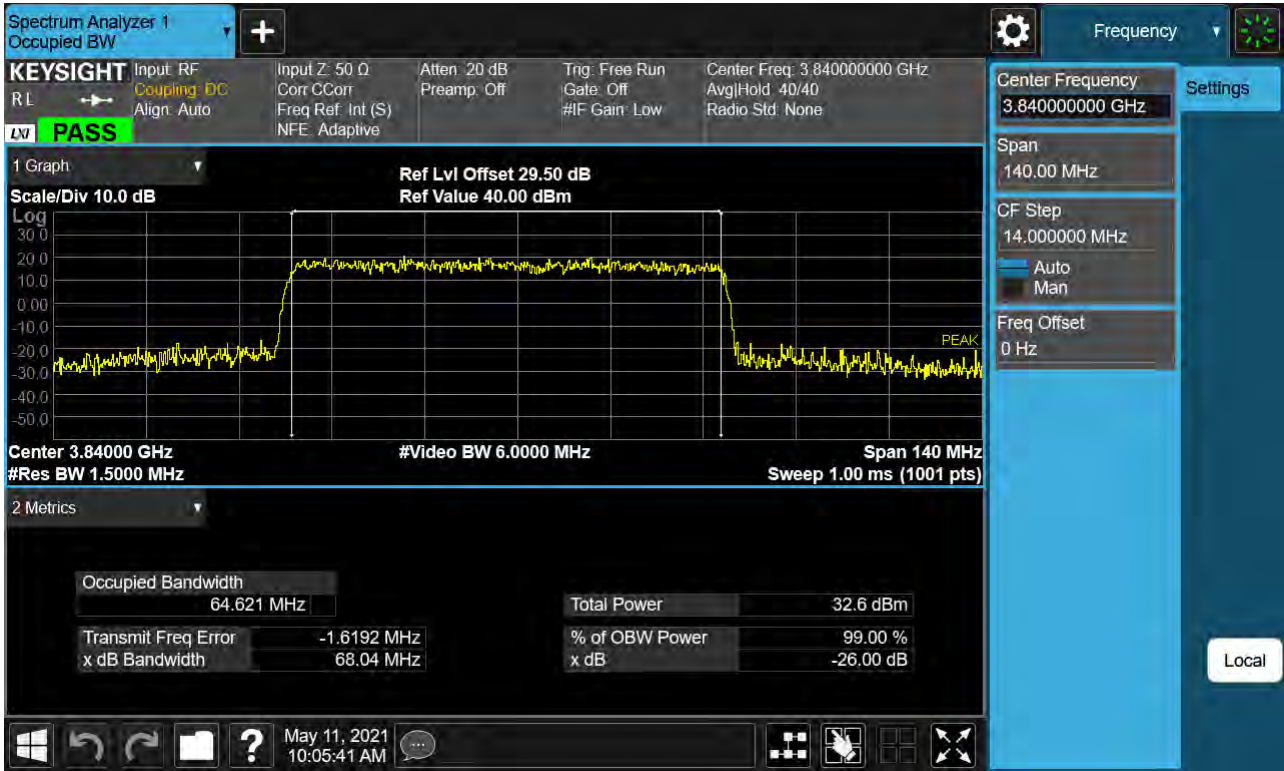 Spectrum Analyzer 1
Occupied BW
Frequency
KEYSIGHT
RL
LXI
PASS
Input: RF
Coupling: DC
Align: Auto
Input Z: 50 Ω
Corr CCorr
Freq Ref: Int (S)
NFE: Adaptive
Atten: 20 dB
Preamp: Off
Trig: Free Run
Gate: Off
#IF Gain: Low
Center Freq: 3.840000000 GHz
Avg|Hold: 40/40
Radio Std: None
Center Frequency
3.840000000 GHz
Settings
Span
140.00 MHz
CF Step
14.000000 MHz
Auto
Man
Freq Offset
0 Hz
Local
1 Graph
Scale/Div 10.0 dB
Ref Lvl Offset 29.50 dB
Ref Value 40.00 dBm
Log
30.0
20.0
10.0
0.00
-10.0
-20.0
-30.0
-40.0
-50.0
PEAK
Center 3.84000 GHz
#Video BW 6.0000 MHz
Span 140 MHz
#Res BW 1.5000 MHz
Sweep 1.00 ms (1001 pts)
2 Metrics
Occupied Bandwidth
64.621 MHz
Total Power 32.6 dBm
Transmit Freq Error -1.6192 MHz
% of OBW Power 99.00 %
x dB Bandwidth 68.04 MHz
x dB -26.00 dB
?
May 11, 2021
10:05:41 AM